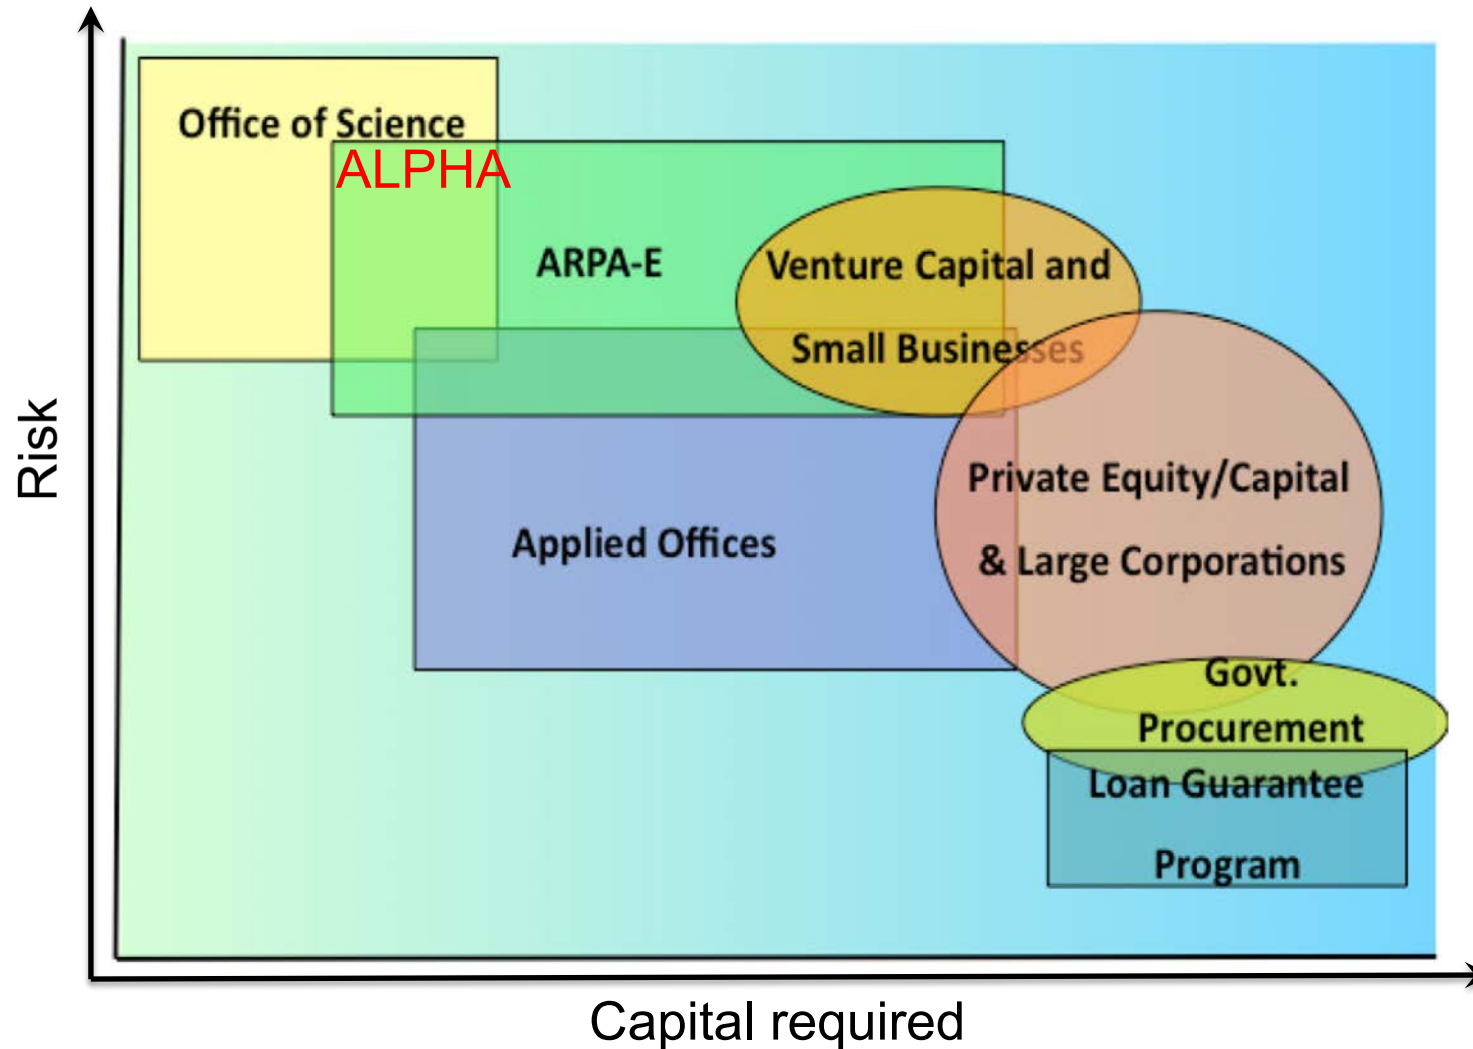 Office of Science
ALPHA
ARPA-E
Venture Capital and
Small Businesses
Risk
Private Equity/Capital
& Large Corporations
Applied Offices
Govt.
Procurement
Loan Guarantee
Program
Capital required